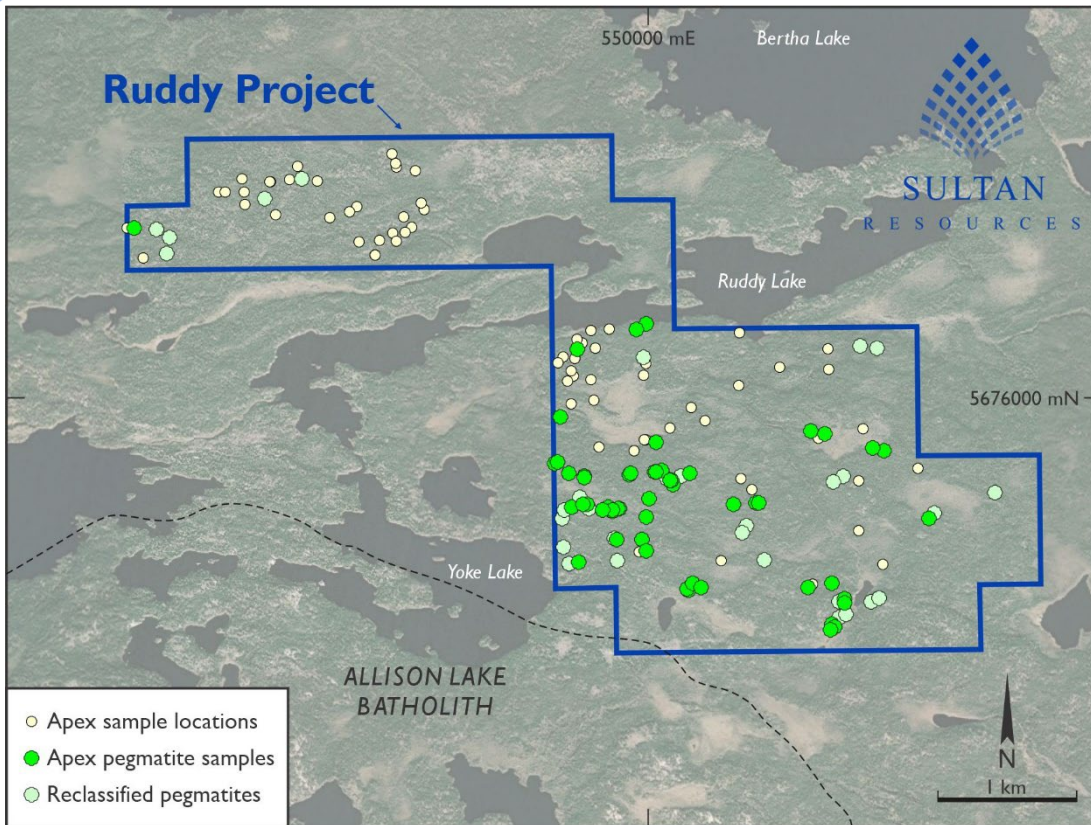 550000 mE
Bertha Lake
Ruddy Project
SULTAN
RESOURCES
Ruddy Lake
5676000 mN
Yoke Lake
ALLISON LAKE
BATHOLITH
Apex sample locations
Apex pegmatite samples
Reclassified pegmatites
N
1 km